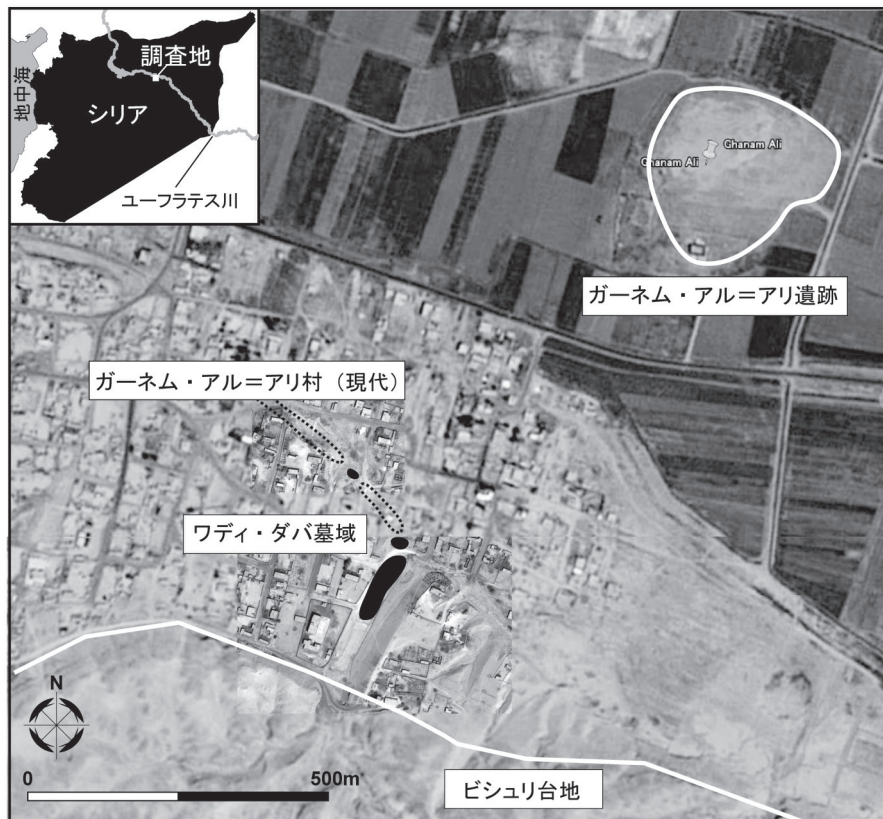 調査地
地中海
シリア
ユーフラテス川
Ghanam Ali
Ghanam Ali
ガーネム・アル＝アリ遺跡
ガーネム・アル＝アリ村（現代）
ワディ・ダバ墓域
N
0
500m
ビシュリ台地